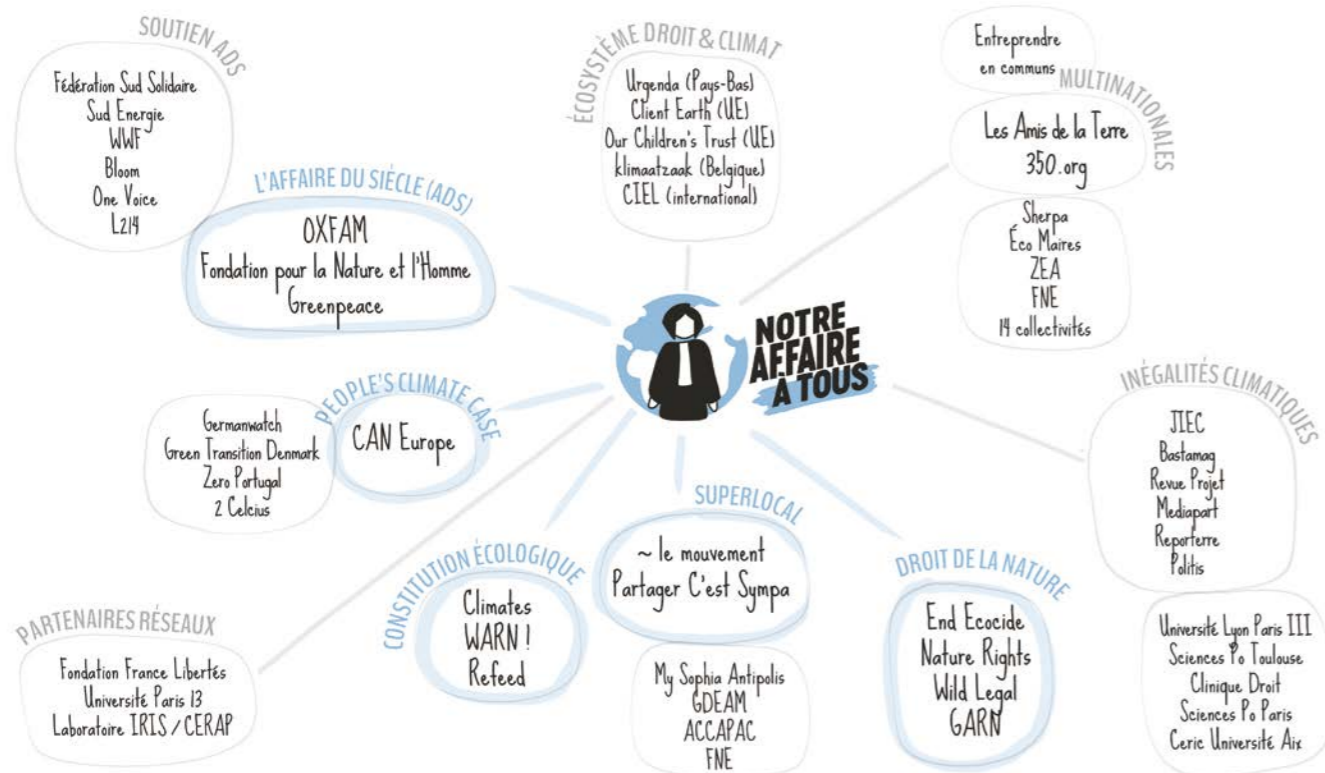 SOUTIEN ADS
Fédération Sud Solidaire
Sud Energie
WWF
Bloom
One Voice
L214
L'AFFAIRE DU SIÈCLE (ADS)
OXFAM
Fondation pour la Nature et l'Homme
Greenpeace
ÉCOSYSTÈME DROIT & CLIMAT
Urgenda (Pays-Bas)
Client Earth (UE)
Our Children's Trust (UE)
klimaatzaak (Belgique)
CIEL (international)
Entreprendre
en communs
MULTINATIONALES
Les Amis de la Terre
350.org
Sherpa
Éco Maires
ZEA
FNE
14 collectivités
NOTRE
AFFAIRE
À TOUS
PEOPLE'S CLIMATE CASE
CAN Europe
Germanwatch
Green Transition Denmark
Zero Portugal
2 Celcius
INÉGALITÉS CLIMATIQUES
JIEC
Bastamag
Revue Projet
Mediapart
Reporterre
Politis
Université Lyon Paris III
Sciences Po Toulouse
Clinique Droit
Sciences Po Paris
Ceric Université Aix
PARTENAIRES RÉSEAUX
Fondation France Libertés
Université Paris 13
Laboratoire IRIS / CERAP
CONSTITUTION ÉCOLOGIQUE
Climates
WARN !
Refeed
SUPERLOCAL
~ le mouvement
Partager C'est Sympa
My Sophia Antipolis
GDEAM
ACCAPAC
FNE
DROIT DE LA NATURE
End Ecocide
Nature Rights
Wild Legal
GARN